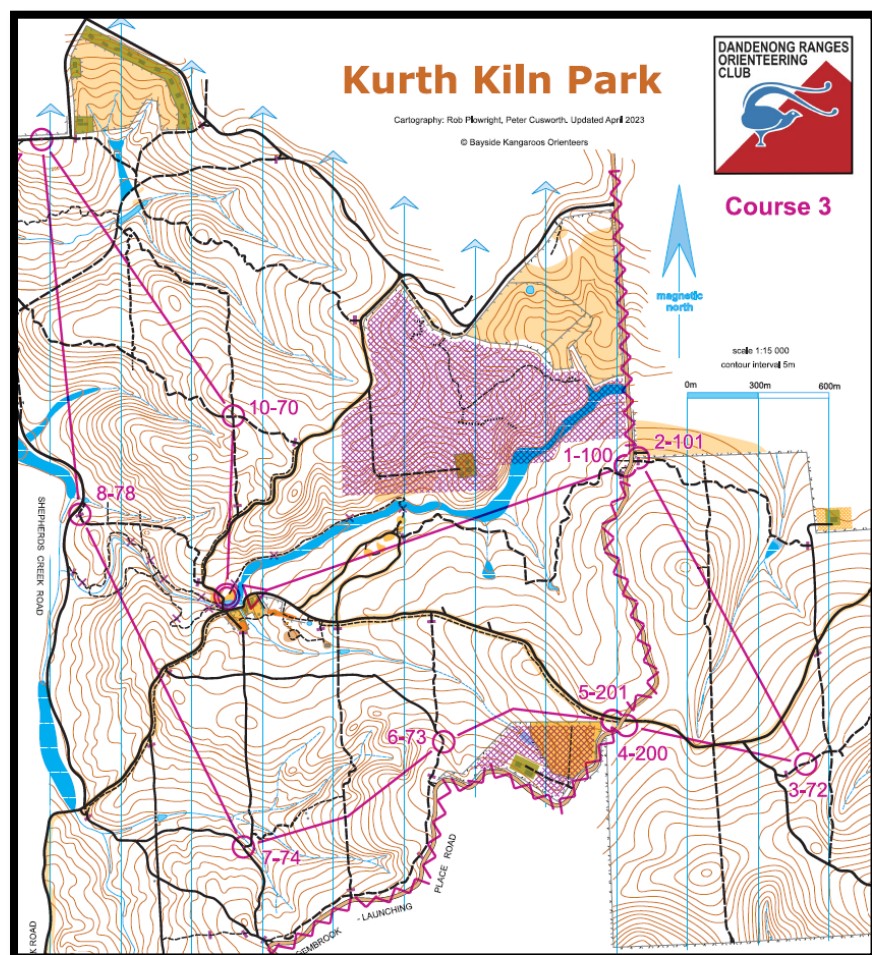 Kurth Kiln Park
Cartography: Rob Plowright, Peter Cusworth. Updated April 2023
© Bayside Kangaroos Orienteers
DANDENONG RANGES
ORIENTEERING
CLUB
Course 3
magnetic
north
scale 1:15 000
contour interval 5m
0m 300m 600m
10-70
2-101
1-100
8-78
SHEPHERDS CREEK ROAD
5-201
6-73
4-200
3-72
7-74
PLACE ROAD
- LAUNCHING
GEMBROOK
K ROAD